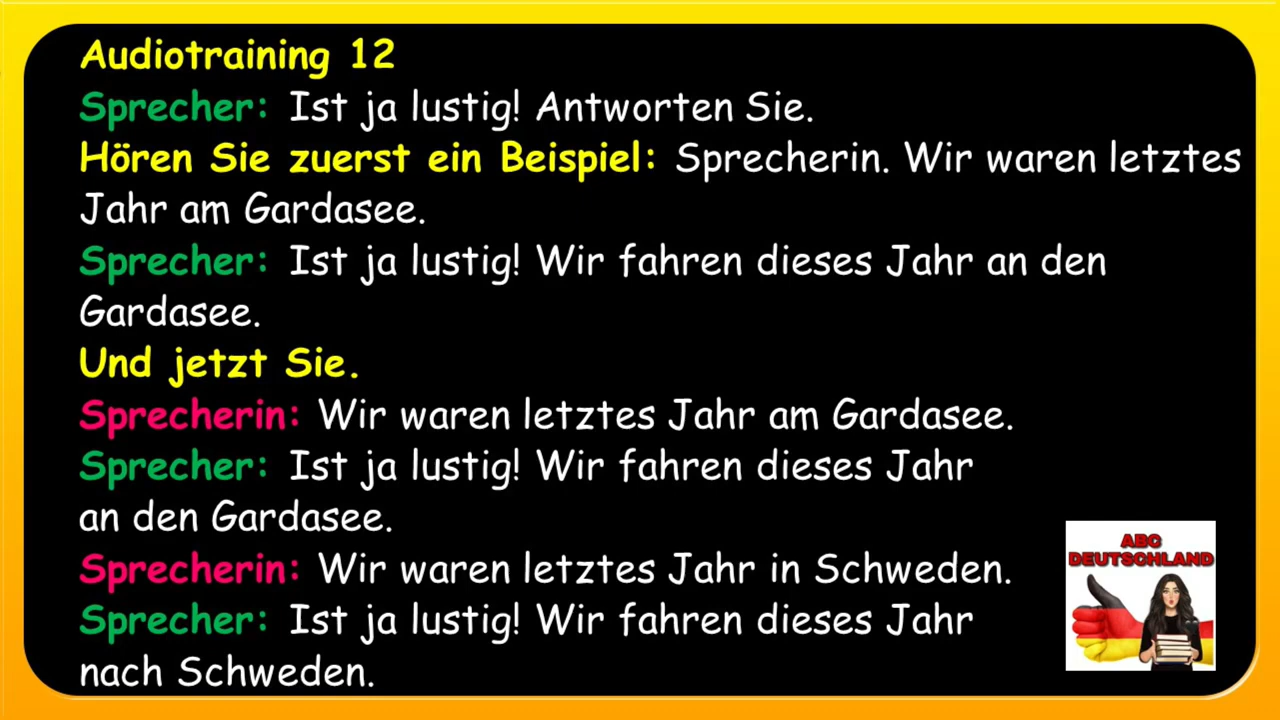 Audiotraining 12
Sprecher: Ist ja lustig! Antworten Sie.
Hören Sie zuerst ein Beispiel: Sprecherin. Wir waren letztes
Jahr am Gardasee.
Sprecher: Ist ja lustig! Wir fahren dieses Jahr an den
Gardasee.
Und jetzt Sie.
Sprecherin: Wir waren letztes Jahr am Gardasee.
Sprecher: Ist ja lustig! Wir fahren dieses Jahr
an den Gardasee.
Sprecherin: Wir waren letztes Jahr in Schweden.
Sprecher: Ist ja lustig! Wir fahren dieses Jahr
nach Schweden.
ABC
DEUTSCHLAND